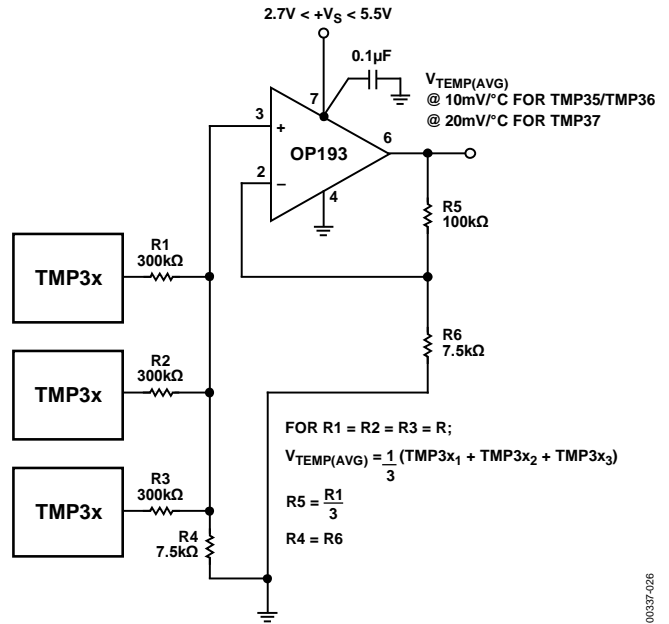 2.7V < +VS < 5.5V
0.1µF
VTEMP(AVG)
@ 10mV/°C FOR TMP35/TMP36
@ 20mV/°C FOR TMP37
7
3
+
OP193
6
2
–
4
R5
100kΩ
R1
300kΩ
TMP3x
R6
7.5kΩ
R2
300kΩ
TMP3x
FOR R1 = R2 = R3 = R;
VTEMP(AVG) = 1/3 (TMP3x1 + TMP3x2 + TMP3x3)
R5 = R1/3
R4 = R6
R3
300kΩ
TMP3x
R4
7.5kΩ
00337-026